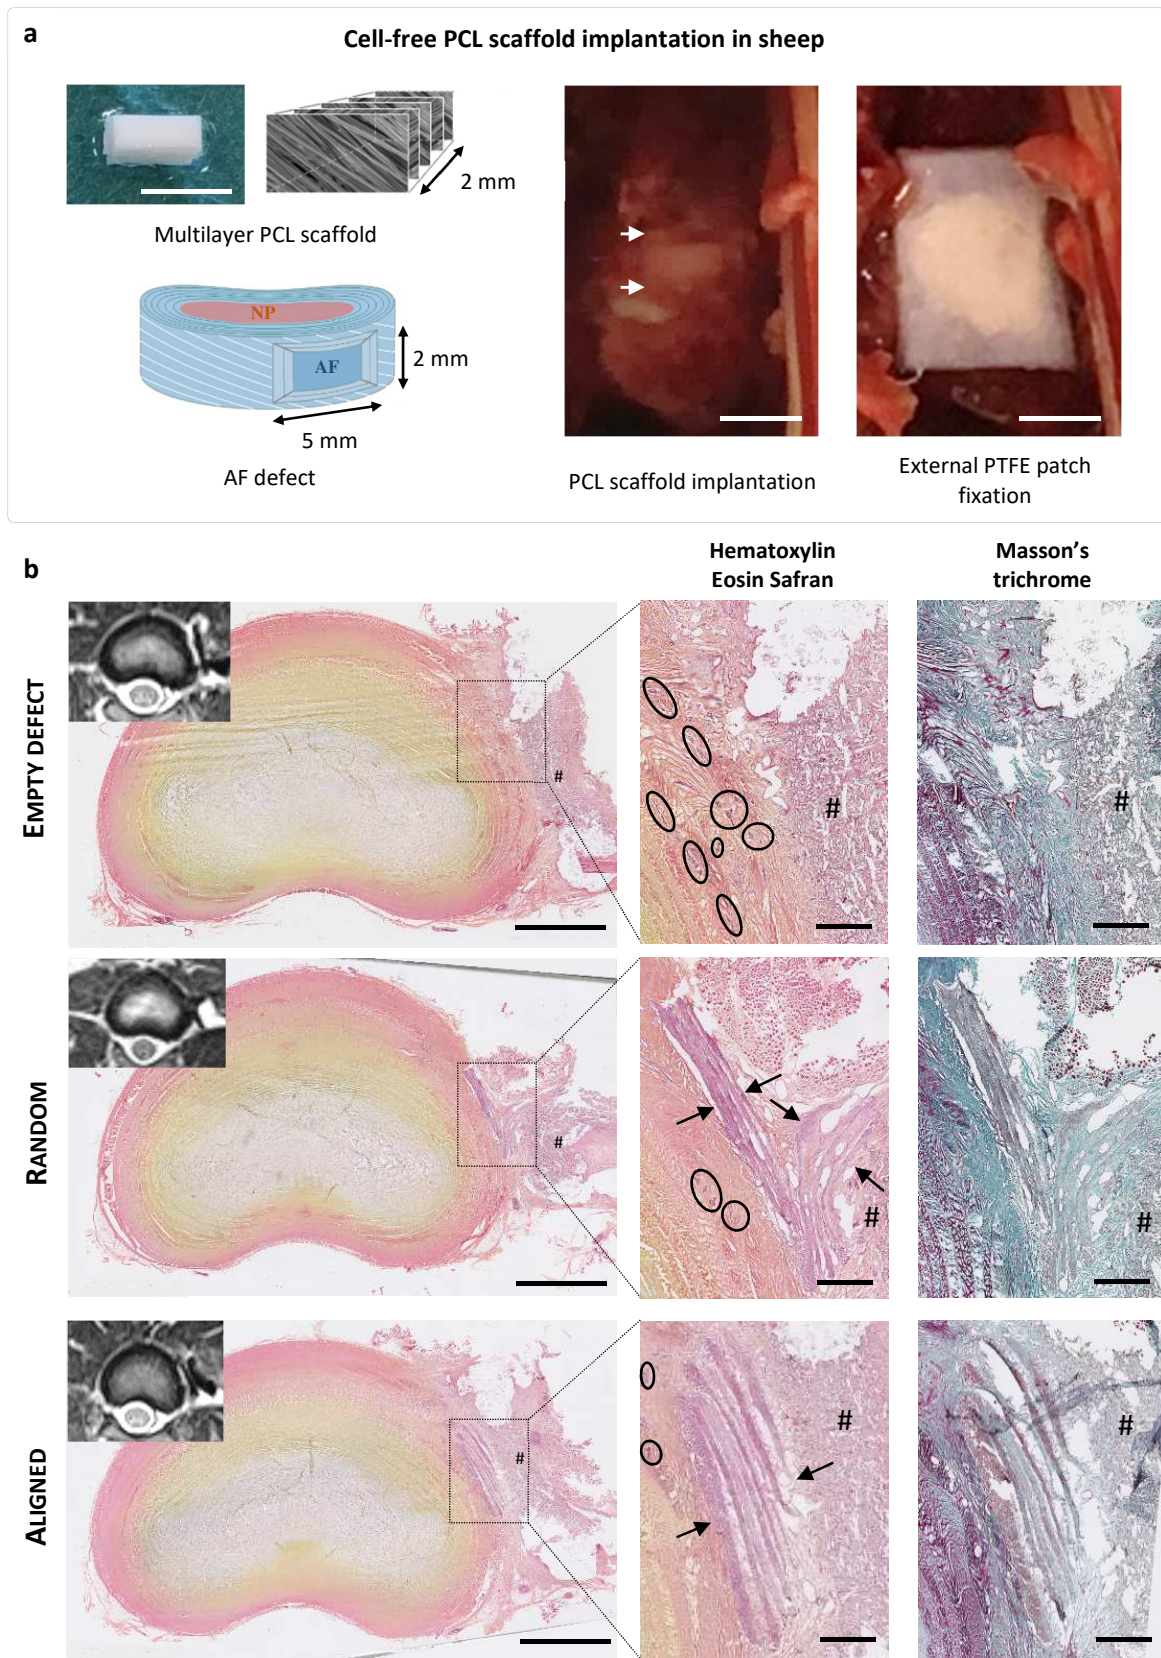 a
Cell-free PCL scaffold implantation in sheep
2 mm
Multilayer PCL scaffold
NP
AF
2 mm
5 mm
AF defect
PCL scaffold implantation
External PTFE patch
fixation
b
Hematoxylin
Eosin Safran
Masson's
trichrome
EMPTY DEFECT
#
#
#
RANDOM
#
#
#
ALIGNED
#
#
#